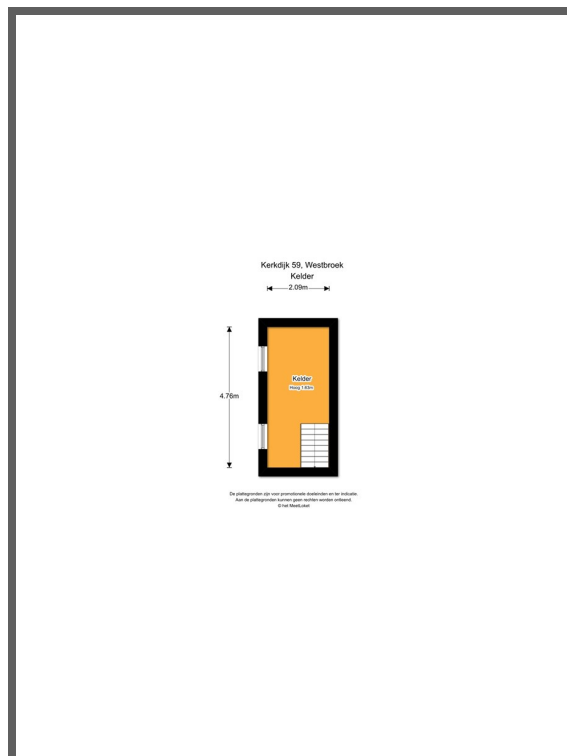 Kerkdijk 59, Westbroek
Kelder
2.09m
4.76m
Kelder
Hoog 1.63m
De plattegronden zijn voor promotionele doeleinden en ter indicatie.
Aan de plattegronden kunnen geen rechten worden ontleend.
© het MeetLoket